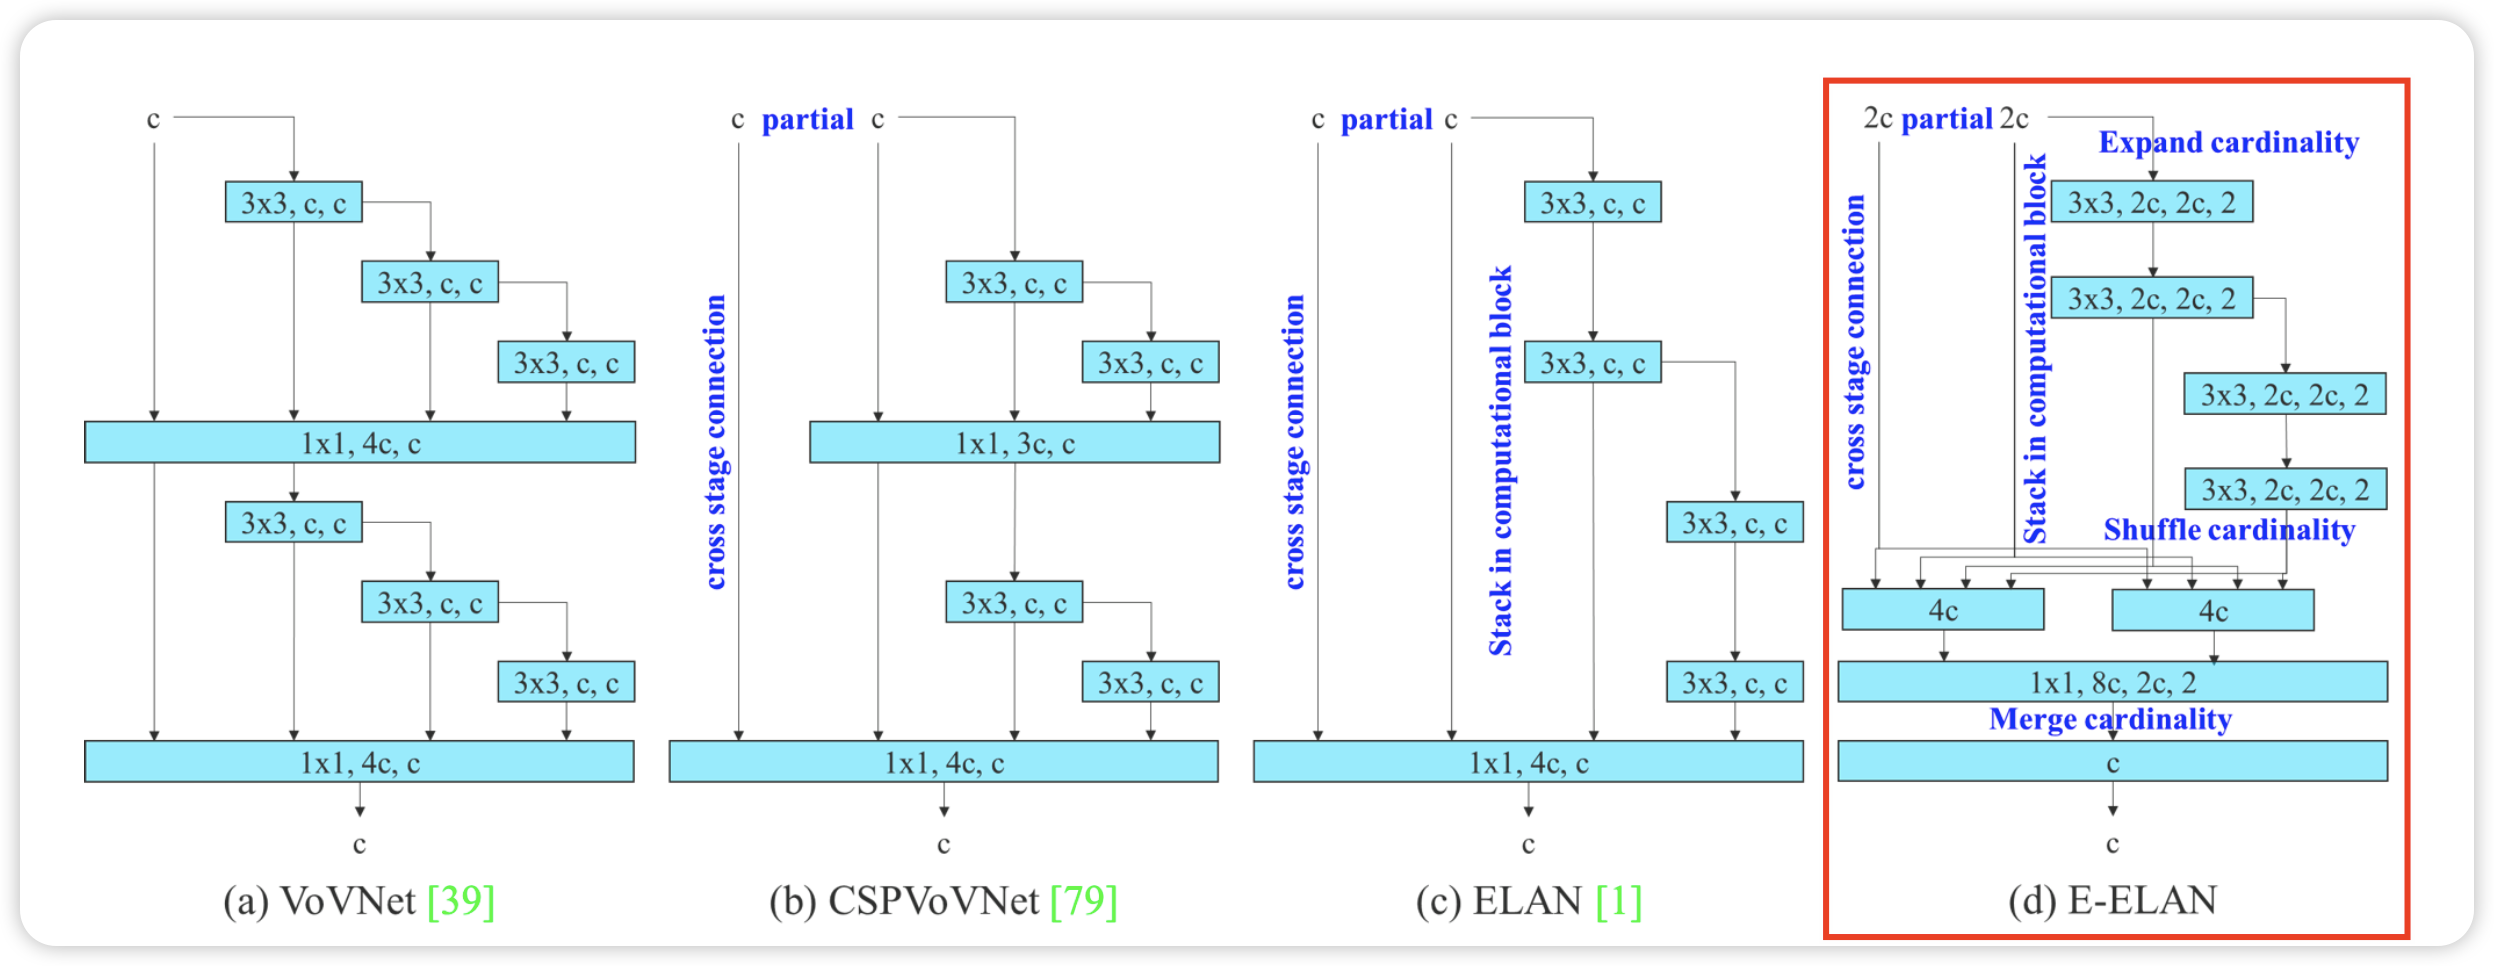 c
3x3, c, c
3x3, c, c
3x3, c, c
1x1, 4c, c
3x3, c, c
3x3, c, c
3x3, c, c
1x1, 4c, c
c
(a) VoVNet [39]
c partial c
cross stage connection
3x3, c, c
3x3, c, c
1x1, 3c, c
3x3, c, c
3x3, c, c
1x1, 4c, c
c
(b) CSPVoVNet [79]
c partial c
cross stage connection
Stack in computational block
3x3, c, c
3x3, c, c
3x3, c, c
3x3, c, c
1x1, 4c, c
c
(c) ELAN [1]
2c partial 2c
Expand cardinality
cross stage connection
Stack in computational block
3x3, 2c, 2c, 2
3x3, 2c, 2c, 2
3x3, 2c, 2c, 2
3x3, 2c, 2c, 2
Shuffle cardinality
4c
4c
1x1, 8c, 2c, 2
Merge cardinality
c
c
(d) E-ELAN